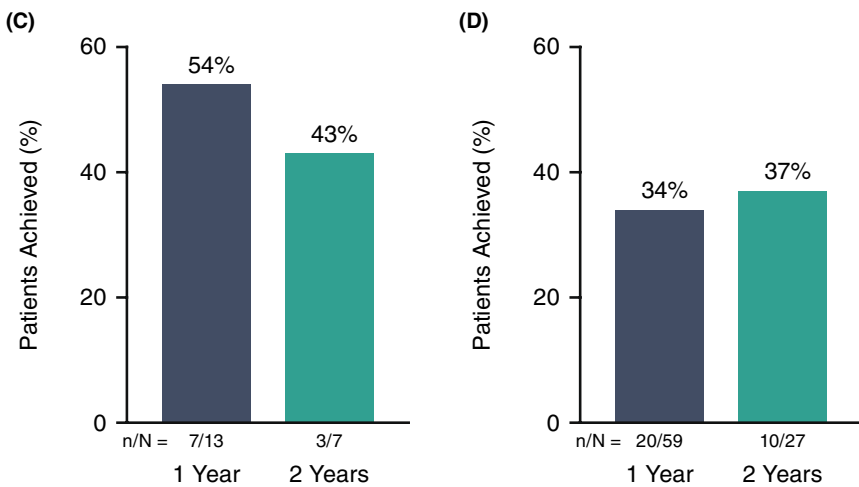 (C)
60
40
20
0
Patients Achieved (%)
54%
43%
n/N = 7/13 3/7
1 Year 2 Years
(D)
60
40
20
0
Patients Achieved (%)
34%
37%
n/N = 20/59 10/27
1 Year 2 Years